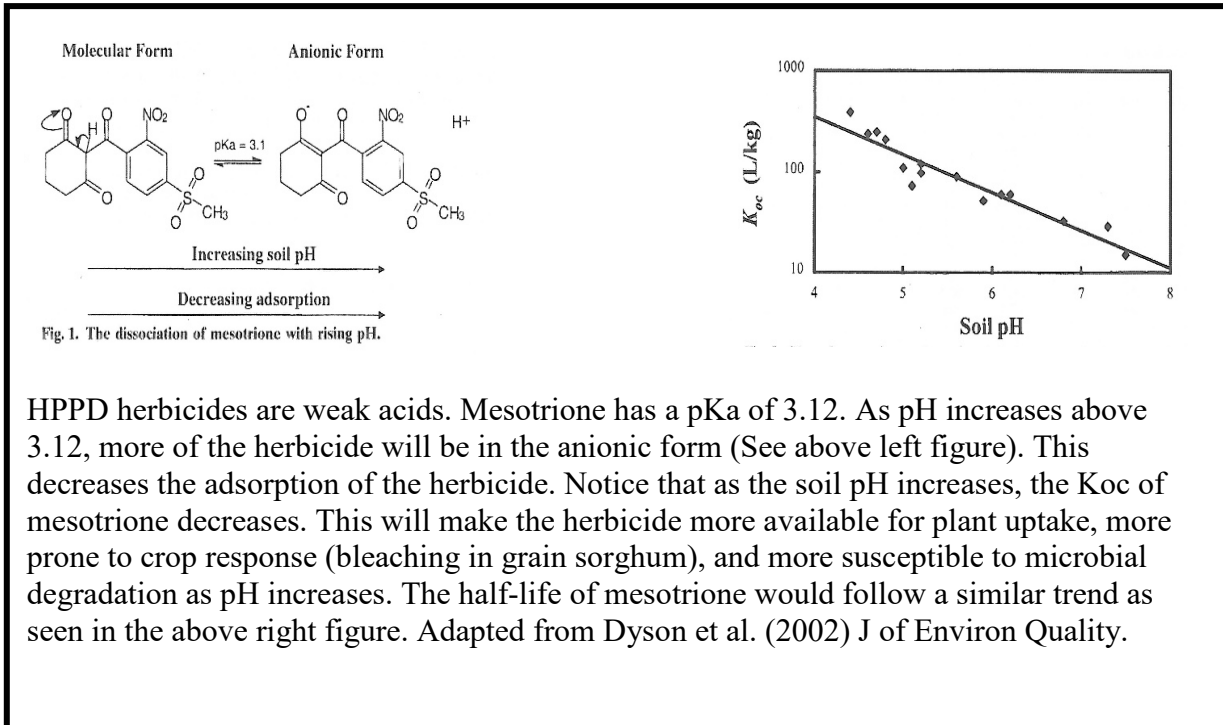 Molecular Form
Anionic Form
O
O
H
NO₂
O
S
O
O
CH₃
pKa = 3.1
O⁻
O
NO₂
O
S
O
O
CH₃
H+
Increasing soil pH
Decreasing adsorption
Fig. 1. The dissociation of mesotrione with rising pH.
1000
100
10
Koc (L/kg)
4 5 6 7 8
Soil pH
HPPD herbicides are weak acids. Mesotrione has a pKa of 3.12. As pH increases above
3.12, more of the herbicide will be in the anionic form (See above left figure). This
decreases the adsorption of the herbicide. Notice that as the soil pH increases, the Koc of
mesotrione decreases. This will make the herbicide more available for plant uptake, more
prone to crop response (bleaching in grain sorghum), and more susceptible to microbial
degradation as pH increases. The half-life of mesotrione would follow a similar trend as
seen in the above right figure. Adapted from Dyson et al. (2002) J of Environ Quality.